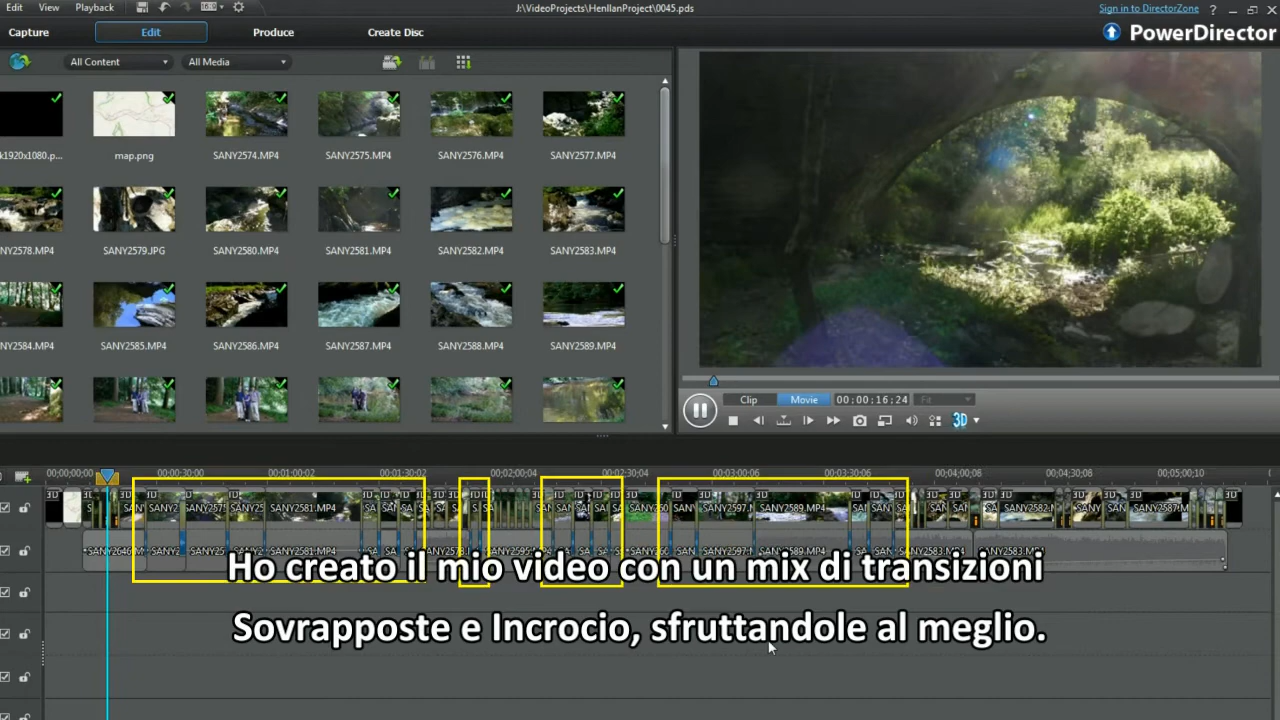 Edit View Playback 16:9 J:\VideoProjects\HenllanProject\0045.pds Sign in to DirectorZone ?
Capture Edit Produce Create Disc PowerDirector
All Content All Media
k1920x1080.p... map.png SANY2574.MP4 SANY2575.MP4 SANY2576.MP4 SANY2577.MP4
NY2578.MP4 SANY2579.JPG SANY2580.MP4 SANY2581.MP4 SANY2582.MP4 SANY2583.MP4
NY2584.MP4 SANY2585.MP4 SANY2586.MP4 SANY2587.MP4 SANY2588.MP4 SANY2589.MP4
Clip Movie 00:00:16:24 Fit
3D
00;00;00;00 00;00;30;00 00;01;00;02 00;01;30;02 00;02;00;04 00;02;30;04 00;03;00;06 00;03;30;06 00;04;00;08 00;04;30;08 00;05;00;10
Ho creato il mio video con un mix di transizioni
Sovrapposte e Incrocio, sfruttandole al meglio.